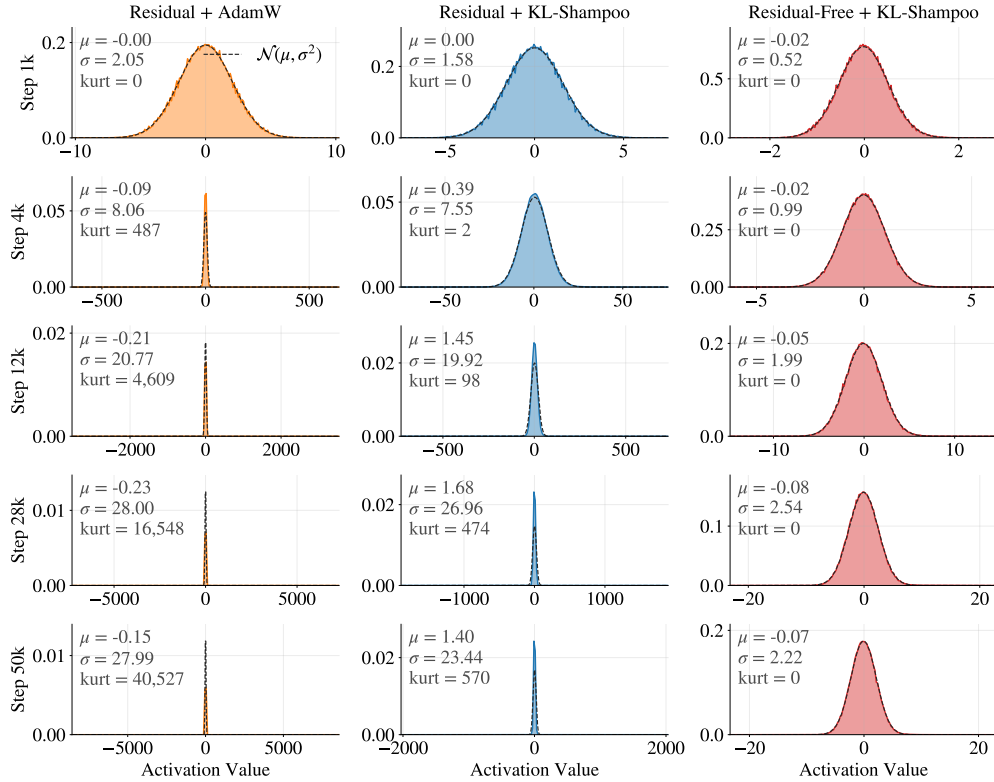 Residual + AdamW
Residual + KL-Shampoo
Residual-Free + KL-Shampoo
Step 1k
μ = -0.00
σ = 2.05
kurt = 0
𝒩(μ, σ²)
0.2
0.0
−10 0 10
μ = 0.00
σ = 1.58
kurt = 0
0.2
0.0
−5 0 5
μ = -0.02
σ = 0.52
kurt = 0
0.5
0.0
−2 0 2
Step 4k
μ = -0.09
σ = 8.06
kurt = 487
0.05
0.00
−500 0 500
μ = 0.39
σ = 7.55
kurt = 2
0.05
0.00
−50 0 50
μ = -0.02
σ = 0.99
kurt = 0
0.25
0.00
−5 0 5
Step 12k
μ = -0.21
σ = 20.77
kurt = 4,609
0.02
0.00
−2000 0 2000
μ = 1.45
σ = 19.92
kurt = 98
0.02
0.00
−500 0 500
μ = -0.05
σ = 1.99
kurt = 0
0.2
0.0
−10 0 10
Step 28k
μ = -0.23
σ = 28.00
kurt = 16,548
0.01
0.00
−5000 0 5000
μ = 1.68
σ = 26.96
kurt = 474
0.02
0.00
−1000 0 1000
μ = -0.08
σ = 2.54
kurt = 0
0.1
0.0
−20 0 20
Step 50k
μ = -0.15
σ = 27.99
kurt = 40,527
0.01
0.00
−5000 0 5000
Activation Value
μ = 1.40
σ = 23.44
kurt = 570
0.02
0.00
−2000 0 2000
Activation Value
μ = -0.07
σ = 2.22
kurt = 0
0.2
0.0
−20 0 20
Activation Value